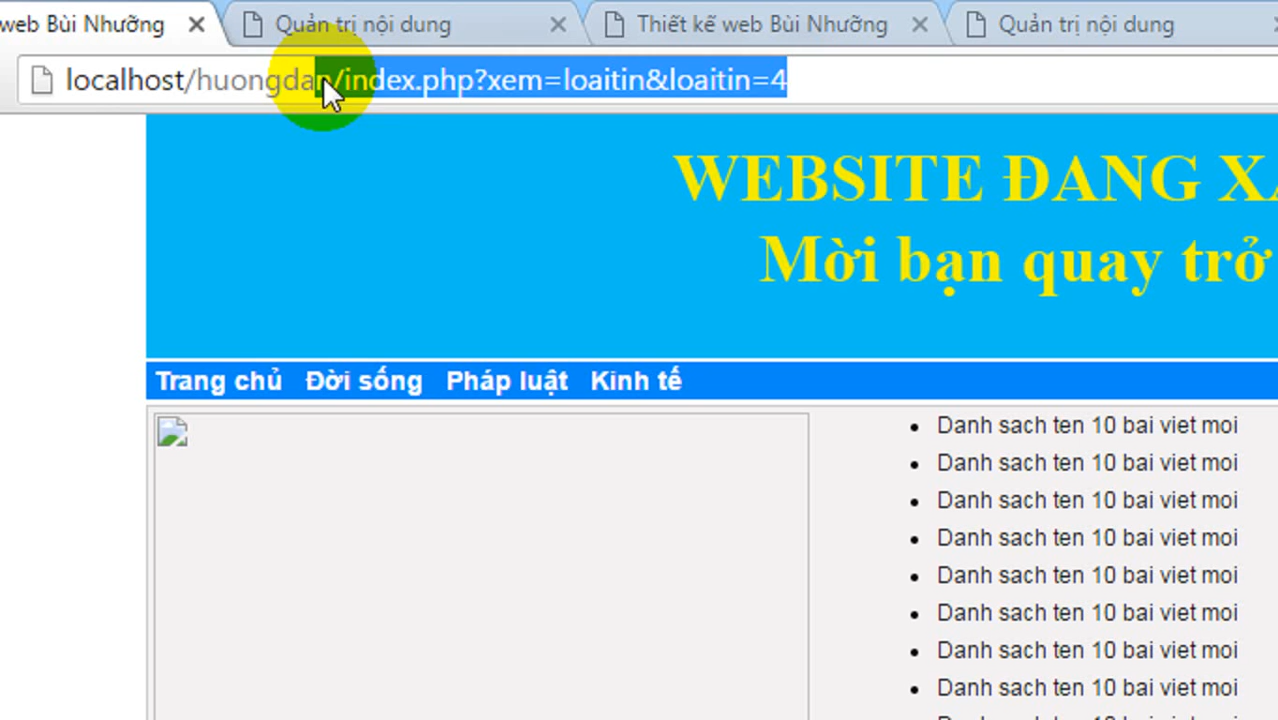 web Bùi Nhưỡng
Quản trị nội dung
Thiết kế web Bùi Nhưỡng
Quản trị nội dung
localhost/huongdan/index.php?xem=loaitin&loaitin=4
WEBSITE ĐANG
Mời bạn quay trở
Trang chủ Đời sống Pháp luật Kinh tế
Danh sach ten 10 bai viet moi
Danh sach ten 10 bai viet moi
Danh sach ten 10 bai viet moi
Danh sach ten 10 bai viet moi
Danh sach ten 10 bai viet moi
Danh sach ten 10 bai viet moi
Danh sach ten 10 bai viet moi
Danh sach ten 10 bai viet moi